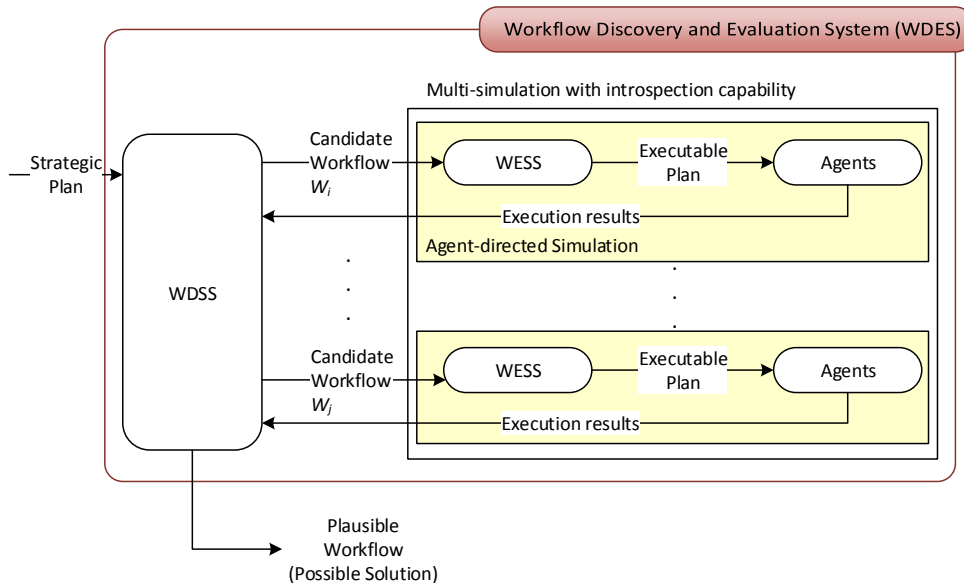 Workflow Discovery and Evaluation System (WDES)
Multi-simulation with introspection capability
Strategic
Plan
WDSS
Candidate
Workflow
Wi
WESS
Executable
Plan
Agents
Execution results
Agent-directed Simulation
Candidate
Workflow
Wj
WESS
Executable
Plan
Agents
Execution results
Plausible
Workflow
(Possible Solution)